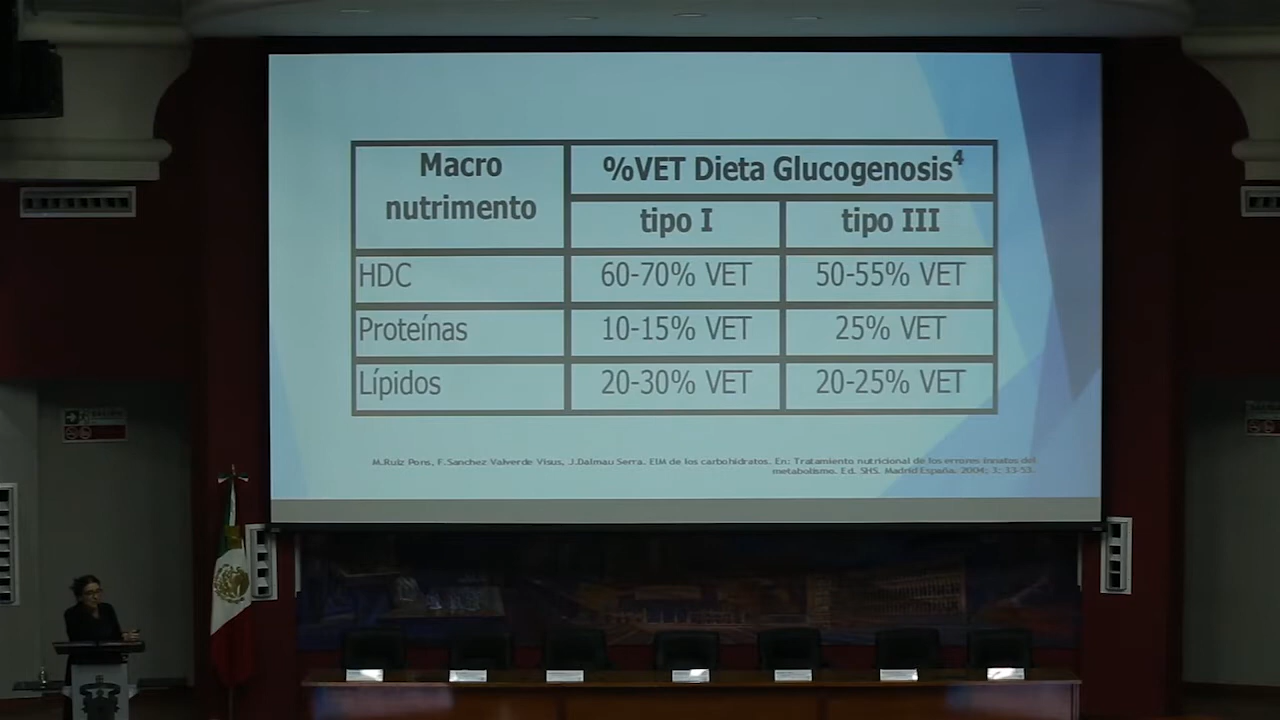 Macro
nutrimento
%VET Dieta Glucogenosis4
tipo I
tipo III
HDC
60-70% VET
50-55% VET
Proteínas
10-15% VET
25% VET
Lípidos
20-30% VET
20-25% VET
M.Ruiz Pons, F.Sanchez Valverde Visus, J.Dalmau Serra. EIM de los carbohidratos. En: Tratamiento nutricional de los errores innatos del
metabotismo. Ed. SHS. Madrid España. 2004; 3: 33-53.